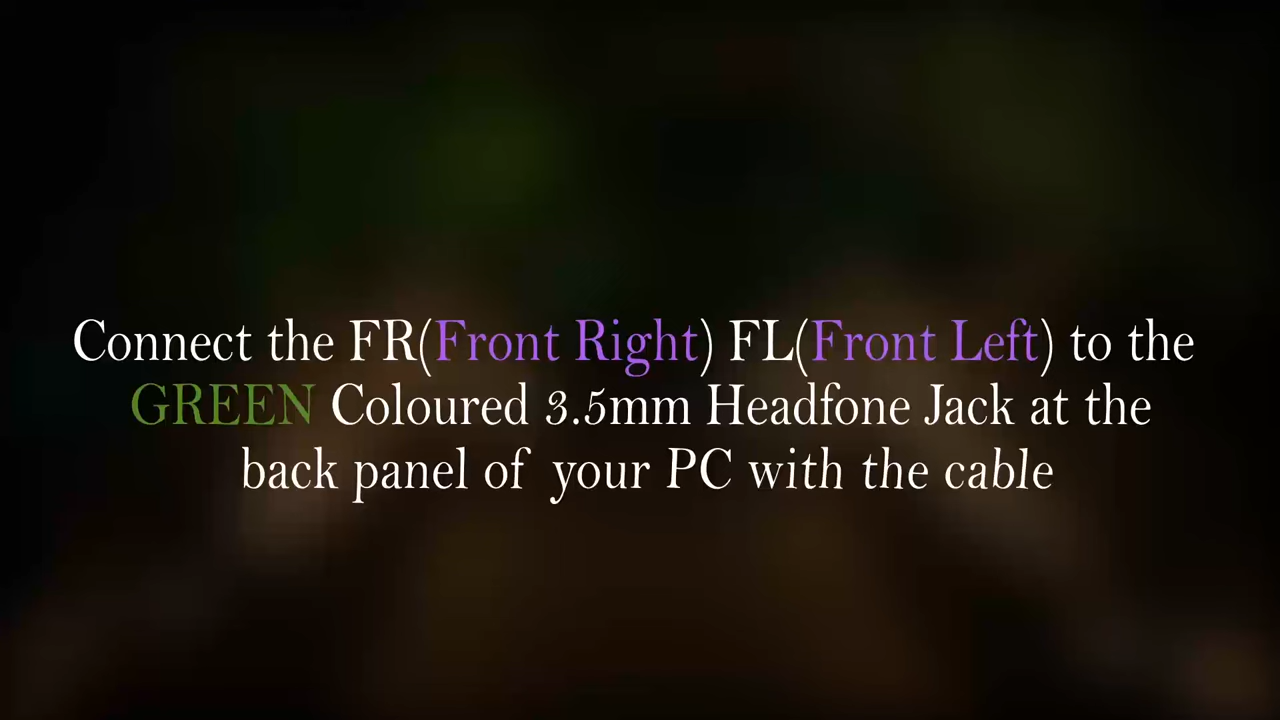 Connect the FR(Front Right) FL(Front Left) to the
GREEN Coloured 3.5mm Headfone Jack at the
back panel of your PC with the cable